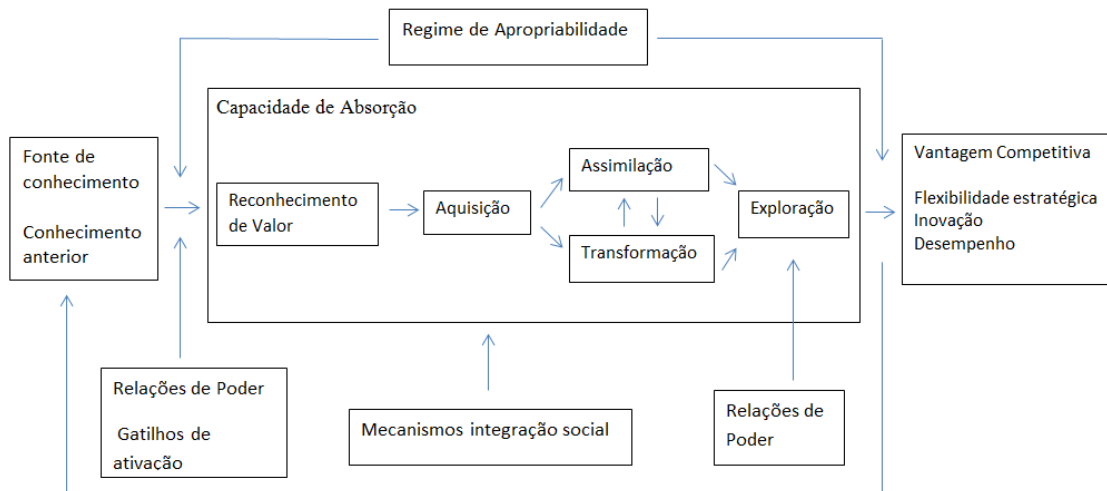 Regime de Apropriabilidade
Capacidade de Absorção
Fonte de
conhecimento
Conhecimento
anterior
Reconhecimento
de Valor
Aquisição
Assimilação
Transformação
Exploração
Vantagem Competitiva
Flexibilidade estratégica
Inovação
Desempenho
Relações de Poder
Gatilhos de
ativação
Mecanismos integração social
Relações de
Poder